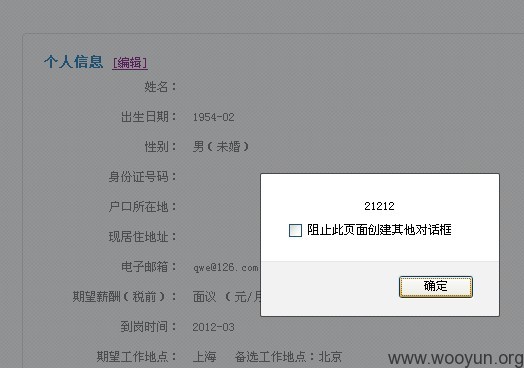 个人信息 [编辑]
姓名：
出生日期： 1954-02
性别： 男（未婚）
身份证号码：
户口所在地：
现居住地址：
电子邮箱： qwe@126.com
期望薪酬（税前）： 面议 （元/月
到岗时间： 2012-03
期望工作地点： 上海 备选工作地点：北京
21212
阻止此页面创建其他对话框
确定
www.wooyun.org